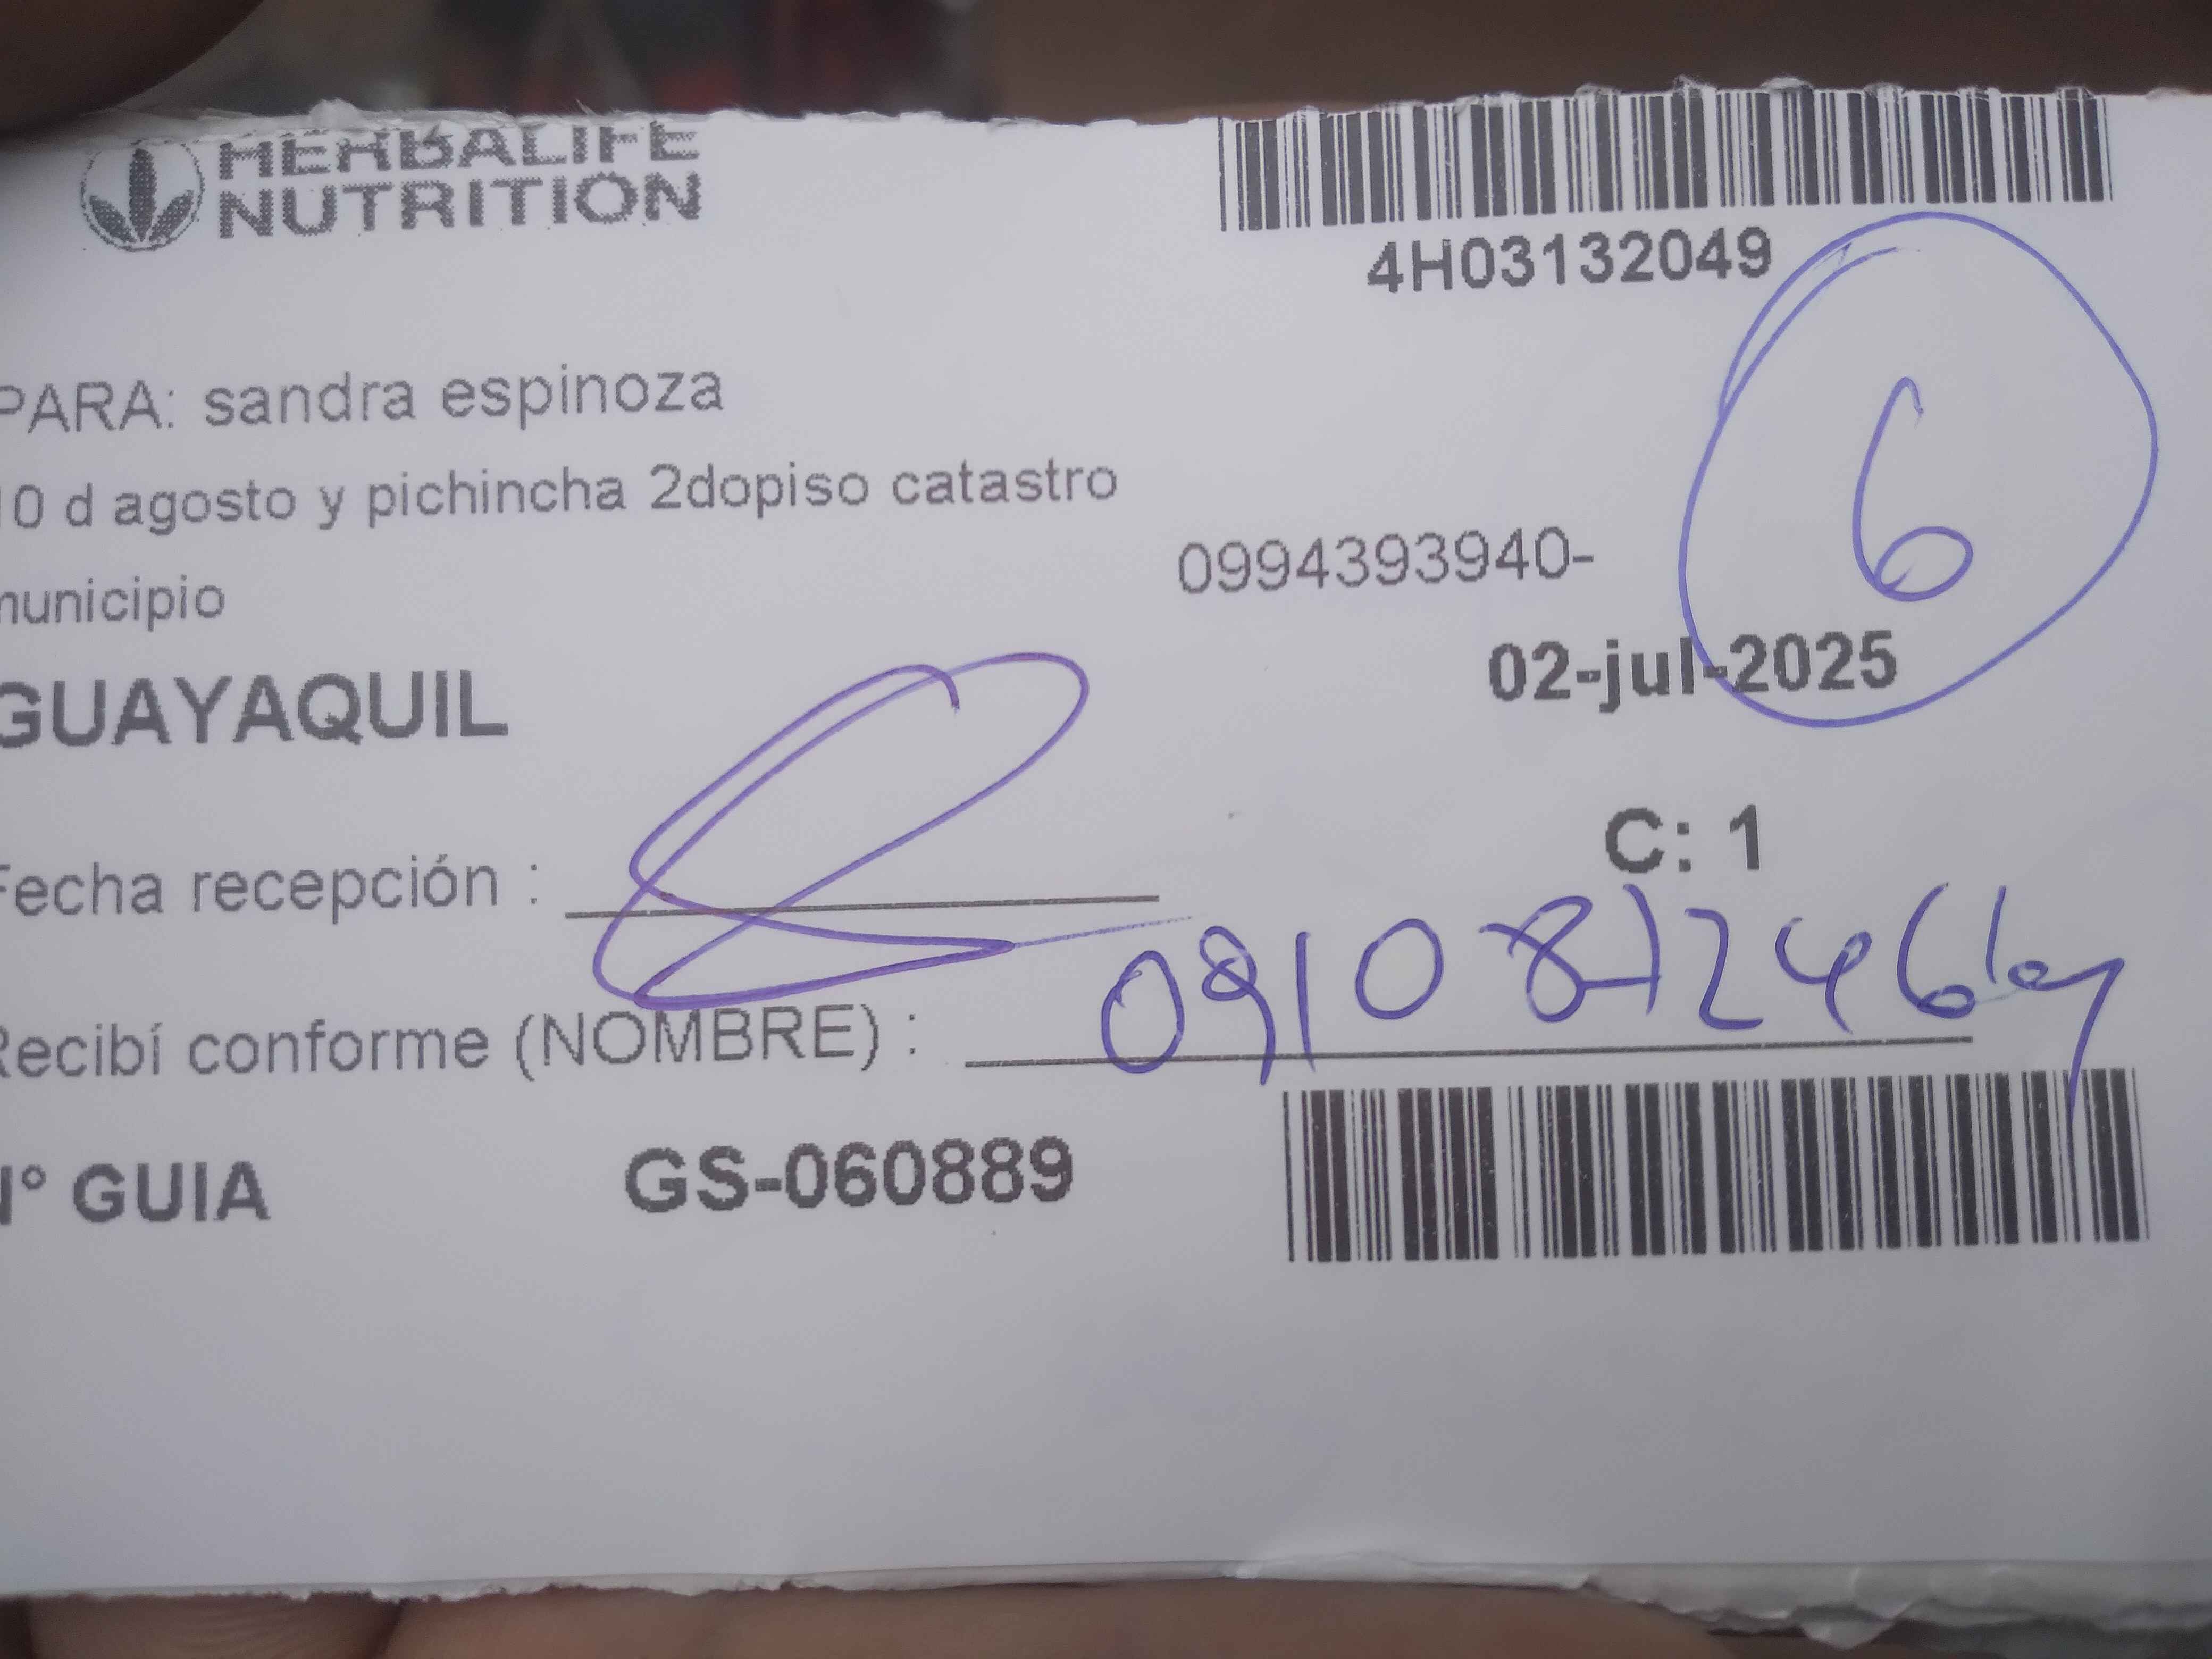 HERBALIFE
NUTRITION
4H03132049
6
PARA: sandra espinoza
10 d agosto y pichincha 2dopiso catastro
municipio
0994393940-
GUAYAQUIL
02-jul-2025
C: 1
Fecha recepción :
Recibí conforme (NOMBRE) :
N° GUIA GS-060889